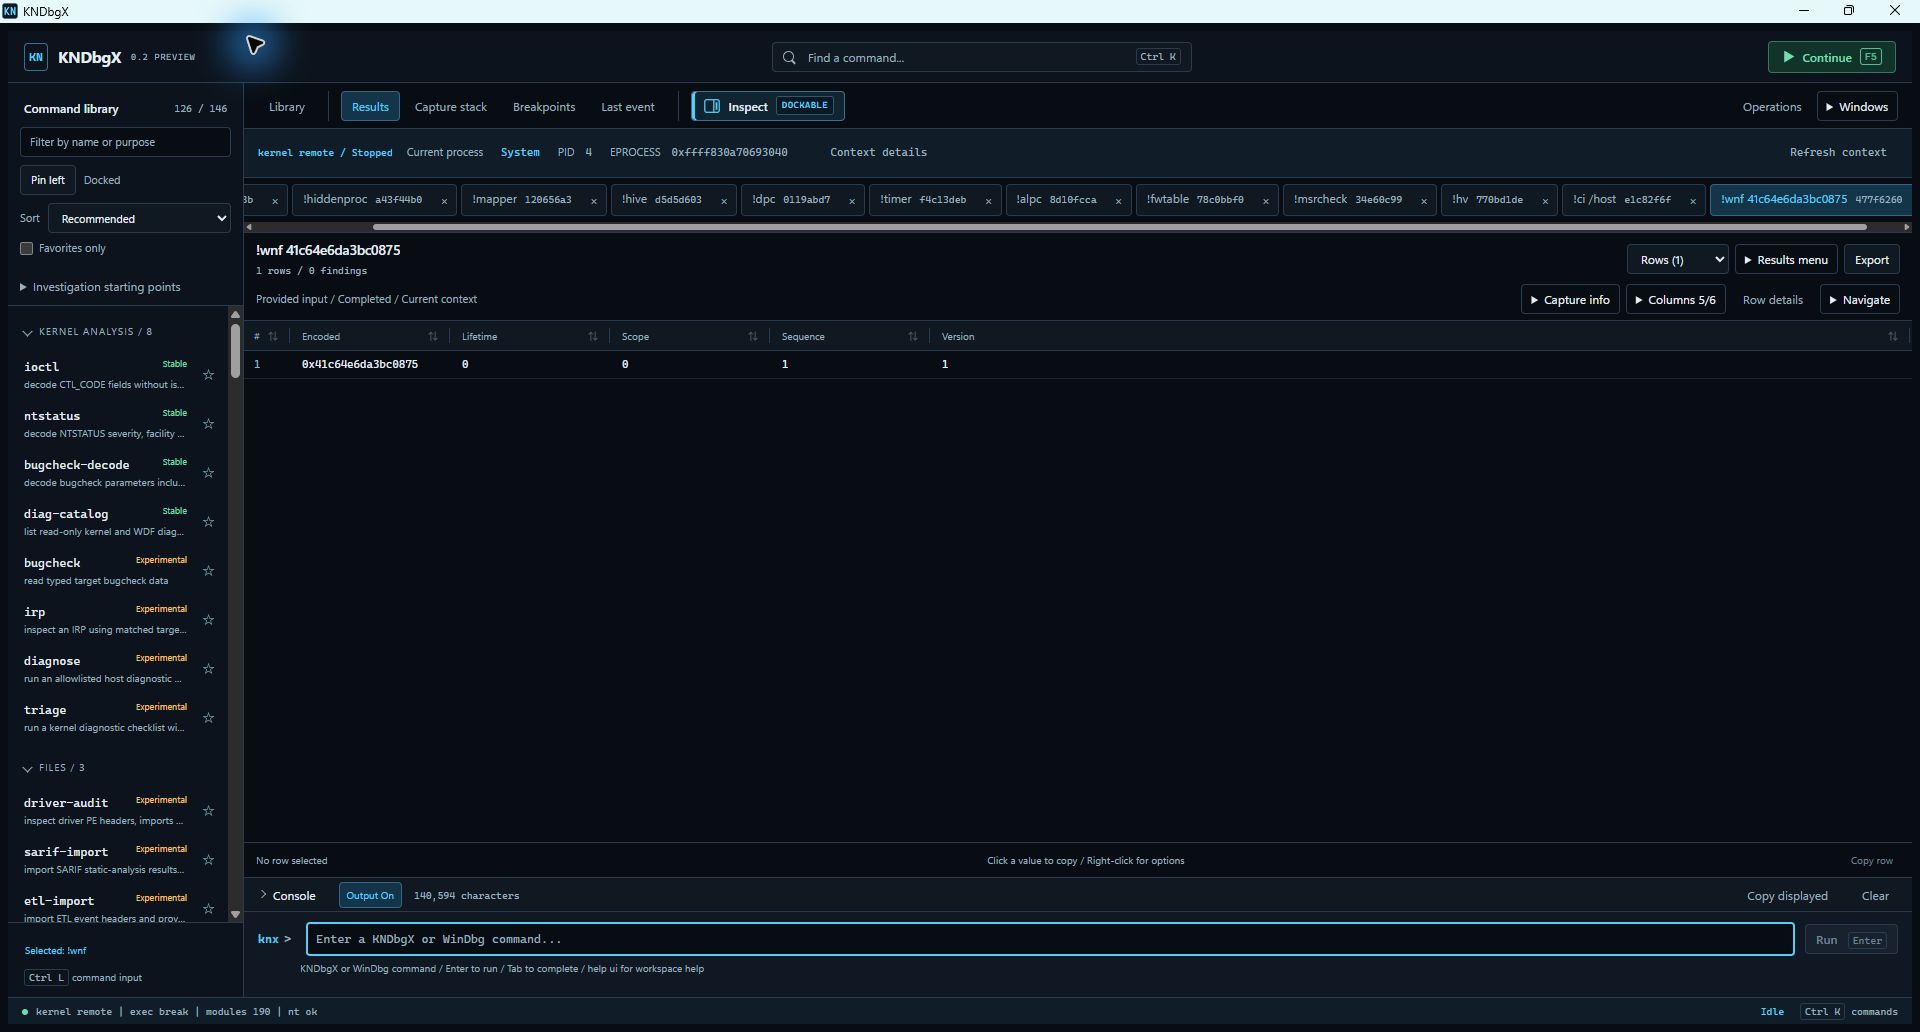 KN KNDbgX
KN KNDbgX 0.2 PREVIEW
Find a command... Ctrl K
Continue F5
Command library 126 / 146
Filter by name or purpose
Pin left Docked
Sort Recommended
Favorites only
Investigation starting points
KERNEL ANALYSIS / 8
ioctl Stable
decode CTL_CODE fields without is...
ntstatus Stable
decode NTSTATUS severity, facility ...
bugcheck-decode Stable
decode bugcheck parameters inclu...
diag-catalog Stable
list read-only kernel and WDF diag...
bugcheck Experimental
read typed target bugcheck data
irp Experimental
inspect an IRP using matched targe...
diagnose Experimental
run an allowlisted host diagnostic ...
triage Experimental
run a kernel diagnostic checklist wi...
FILES / 3
driver-audit Experimental
inspect driver PE headers, imports ...
sarif-import Experimental
import SARIF static-analysis results...
etl-import Experimental
import ETL event headers and prov...
Selected: !wnf
Ctrl L command input
Library Results Capture stack Breakpoints Last event Inspect DOCKABLE Operations Windows
kernel remote / Stopped Current process System PID 4 EPROCESS 0xffff830a70693040 Context details Refresh context
3b × !hiddenproc a43f44b0 × !mapper 120656a3 × !hive d5d5d603 × !dpc 0119abd7 × !timer f4c13deb × !alpc 8d10fcca × !fwtable 78c0bbf0 × !msrcheck 34e60c99 × !hv 770bd1de × !ci /host e1c82f6f × !wnf 41c64e6da3bc0875 477f6260
!wnf 41c64e6da3bc0875
1 rows / 0 findings
Rows (1) Results menu Export
Provided input / Completed / Current context
Capture info Columns 5/6 Row details Navigate
# Encoded Lifetime Scope Sequence Version
1 0x41c64e6da3bc0875 0 0 1 1
No row selected Click a value to copy / Right-click for options Copy row
Console Output On 140,594 characters Copy displayed Clear
knx > Enter a KNDbgX or WinDbg command... Run Enter
KNDbgX or WinDbg command / Enter to run / Tab to complete / help ui for workspace help
kernel remote | exec break | modules 190 | nt ok Idle Ctrl K commands